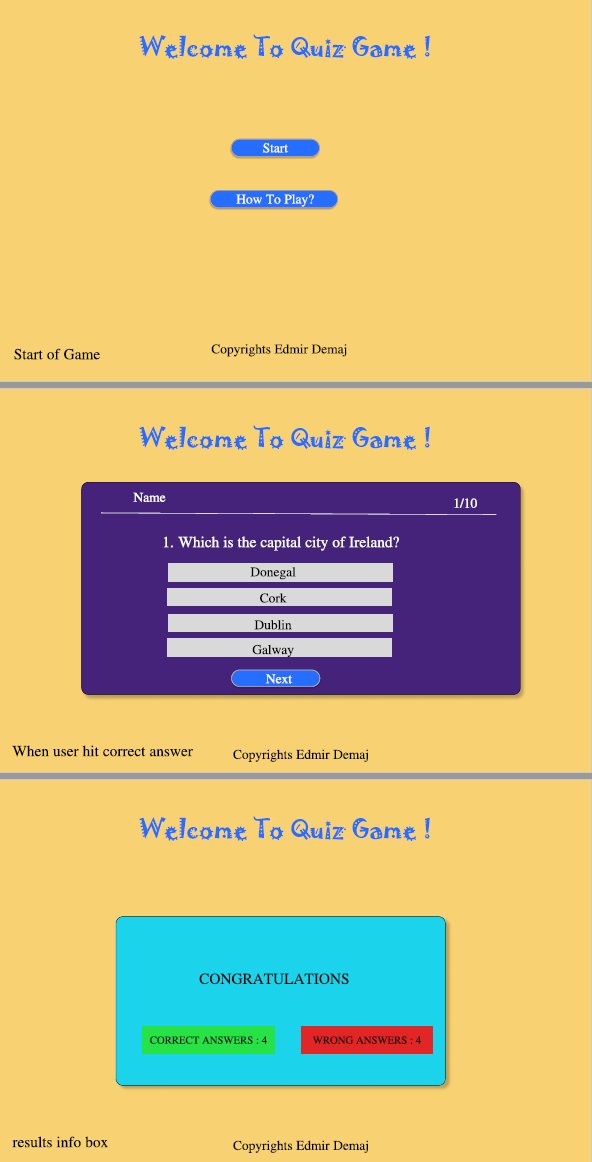 Welcome To Quiz Game !
Start
How To Play?
Start of Game
Copyrights Edmir Demaj
Welcome To Quiz Game !
Name
1/10
1. Which is the capital city of Ireland?
Donegal
Cork
Dublin
Galway
Next
When user hit correct answer
Copyrights Edmir Demaj
Welcome To Quiz Game !
CONGRATULATIONS
CORRECT ANSWERS : 4
WRONG ANSWERS : 4
results info box
Copyrights Edmir Demaj